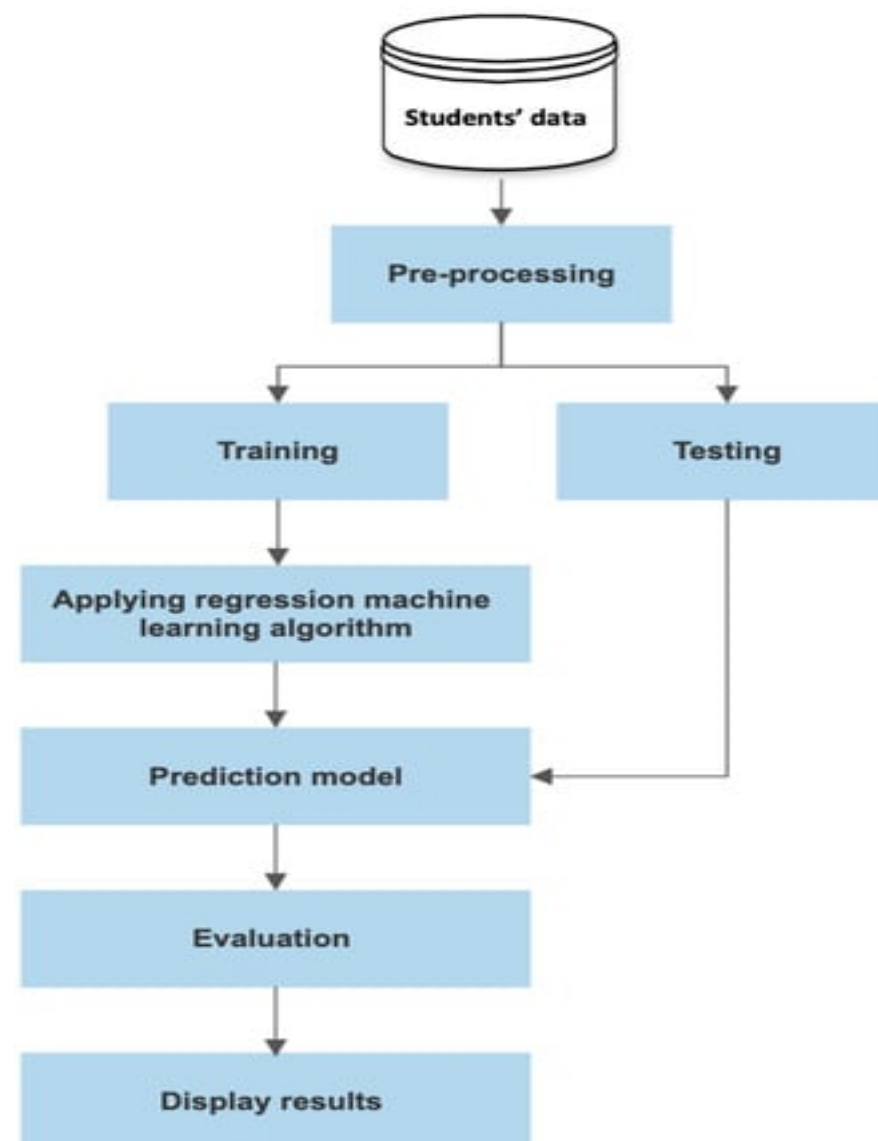 Students’ data
Pre-processing
Training
Testing
Applying regression machine
learning algorithm
Prediction model
Evaluation
Display results